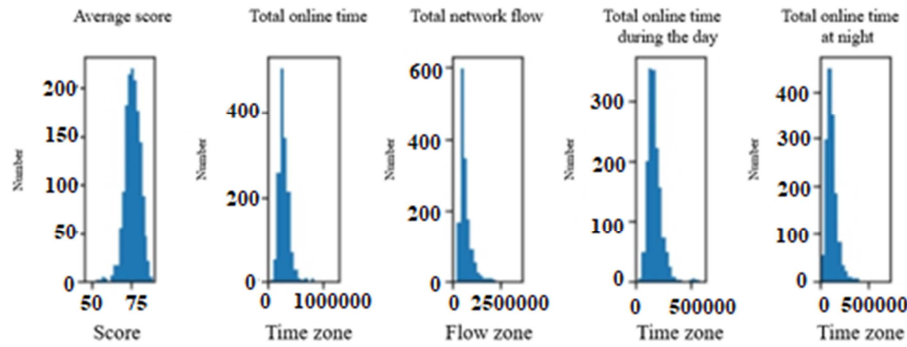 Average score
200
150
100
50
0
50 75
Number
Score
Total online time
400
200
0
0 1000000
Number
Time zone
Total network flow
600
400
200
0
0 2500000
Number
Flow zone
Total online time
during the day
300
200
100
0
0 500000
Number
Time zone
Total online time
at night
400
300
200
100
0
0 500000
Number
Time zone